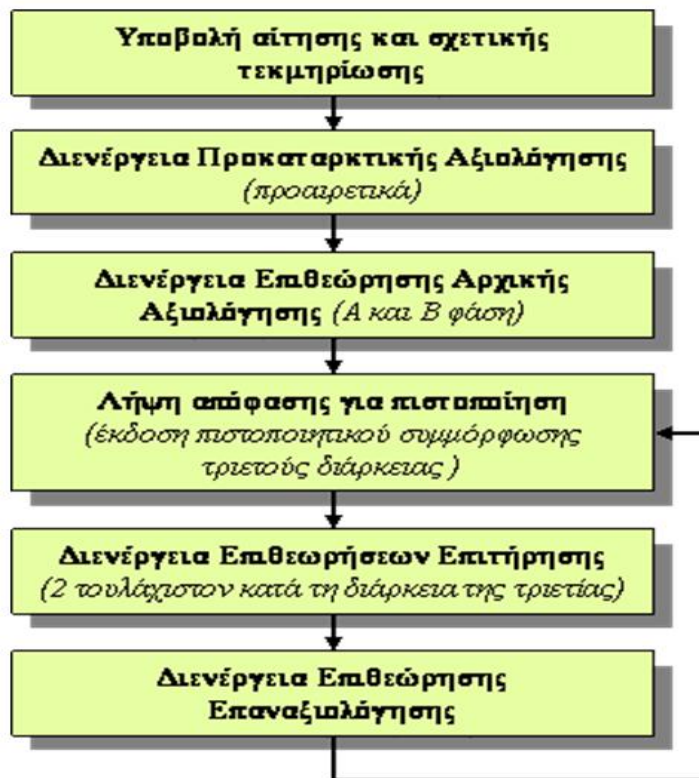 Υποβολή αίτησης και σχετικής
τεκμηρίωσης
Διενέργεια Προκαταρκτικής Αξιολόγησης
(προαιρετικά)
Διενέργεια Επιθεώρησης Αρχικής
Αξιολόγησης (Α και Β φάση)
Λήψη απόφασης για πιστοποίηση
(έκδοση πιστοποιητικού συμμόρφωσης
τριετούς διάρκειας )
Διενέργεια Επιθεωρήσεων Επιτήρησης
(2 τουλάχιστον κατά τη διάρκεια της τριετίας)
Διενέργεια Επιθεώρησης
Επαναξιολόγησης